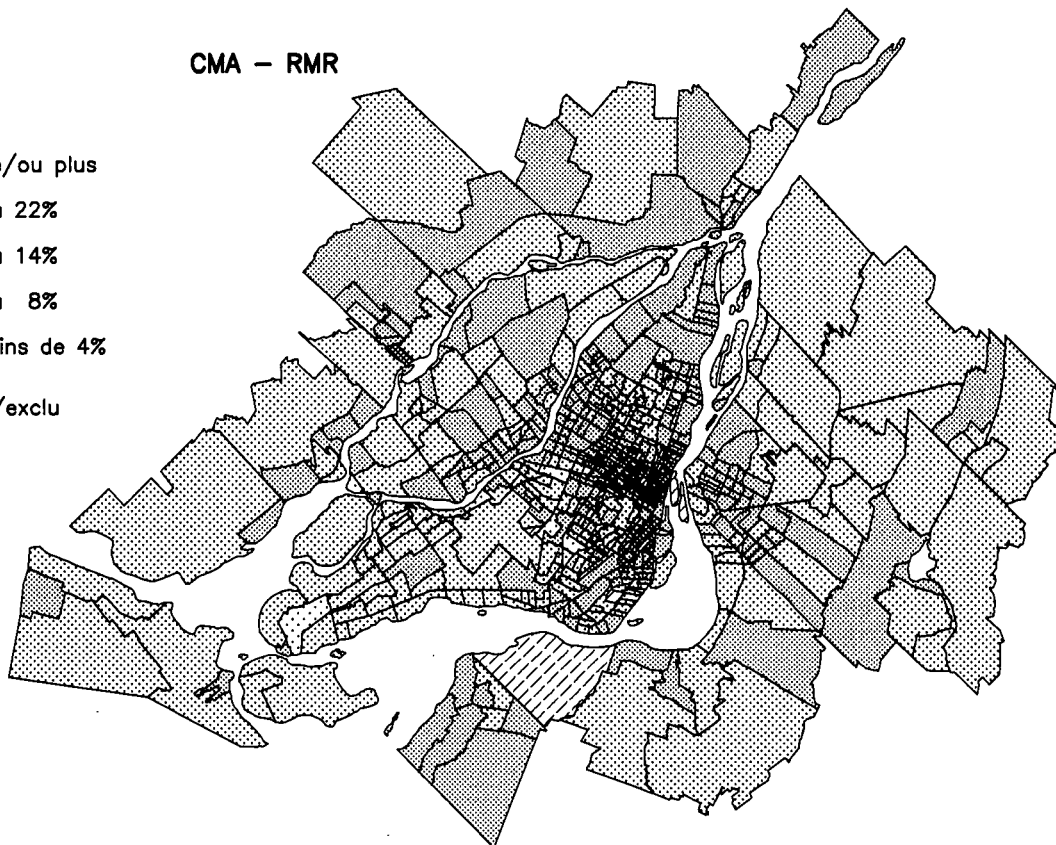 CMA – RMR
/ou plus
22%
14%
8%
ins de 4%
/exclu